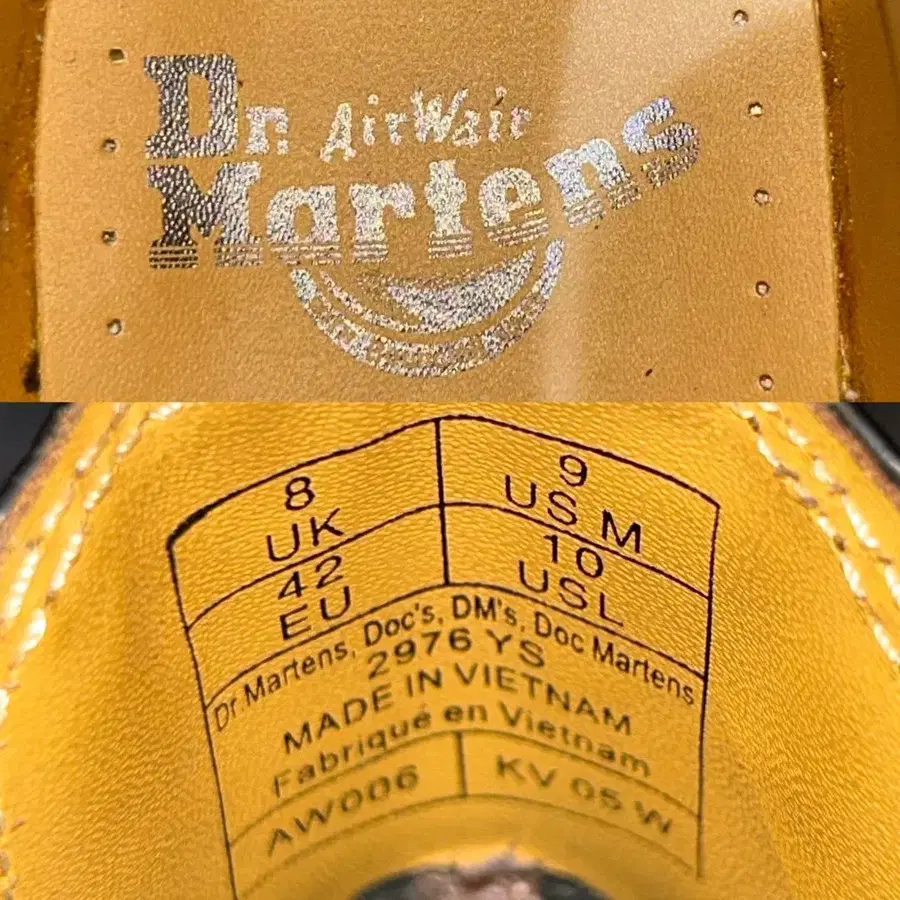 Dr.
AirWair
Martens
8
UK
9
US M
42
EU
10
US L
Dr.Martens, Doc's, DM's, Doc Martens
2976 YS
MADE IN VIETNAM
Fabriqué en Vietnam
AW006
KV 05 W